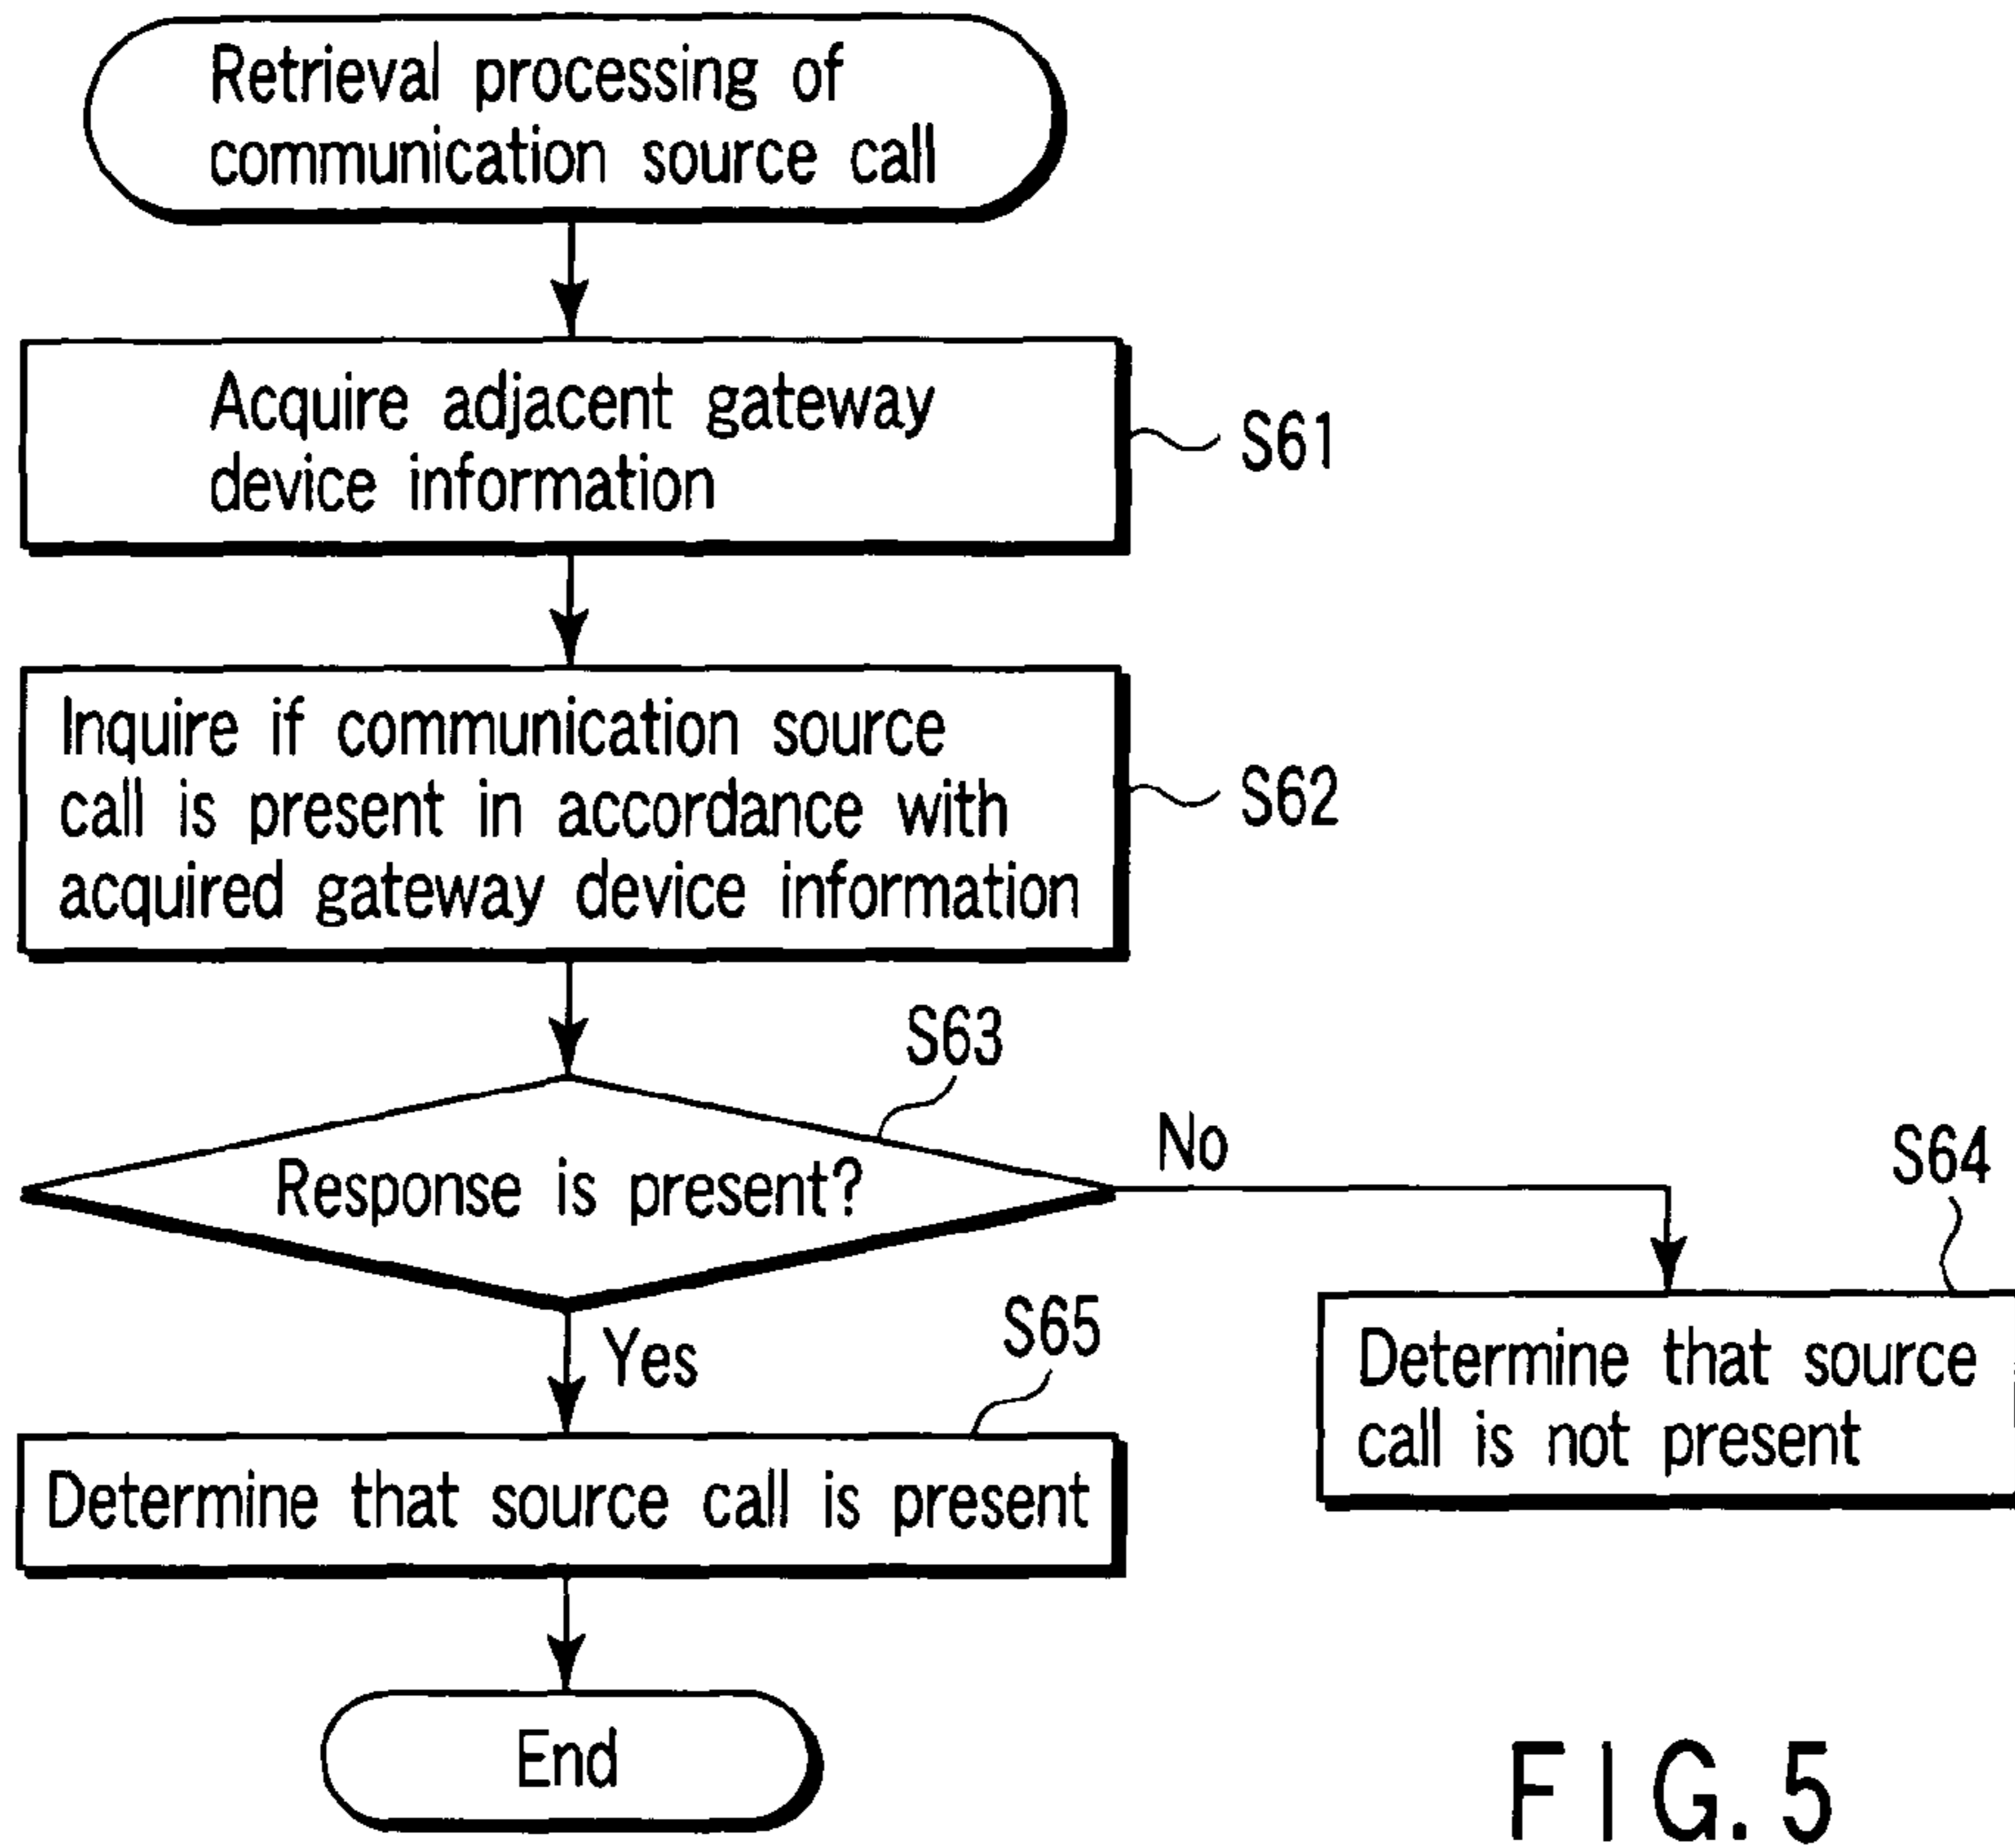 Retrieval processing of
communication source call
Acquire adjacent gateway
device information
S61
Inquire if communication source
call is present in accordance with
acquired gateway device information
S62
S63
Response is present?
No
S64
Determine that source
call is not present
Yes
S65
Determine that source call is present
End
FIG. 5